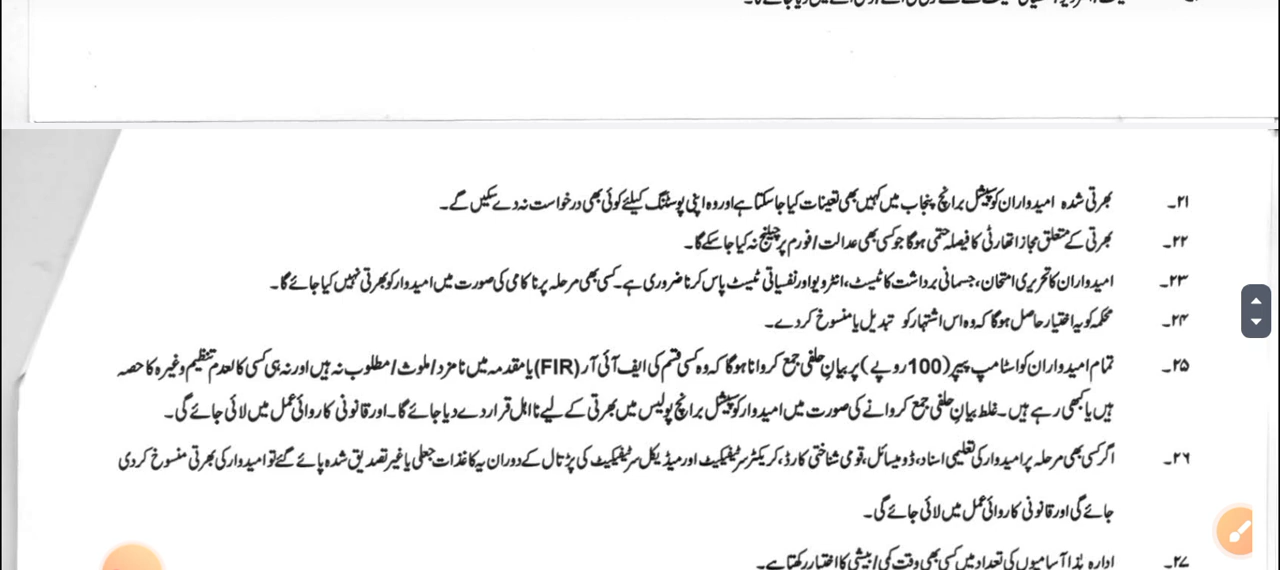 ۲۱۔ بھرتی شدہ امیدواران کو سپیشل برانچ پنجاب میں کہیں بھی تعینات کیا جا سکتا ہے اور وہ اپنی پوسٹنگ کیلئے کوئی بھی درخواست نہ دے سکیں گے۔
۲۲۔ بھرتی کے متعلق مجاز اتھارٹی کا فیصلہ حتمی ہوگا جو کسی بھی عدالت / فورم پر چیلنج نہ کیا جا سکے گا۔
۲۳۔ امیدواران کا تحریری امتحان، جسمانی برداشت کا ٹیسٹ، انٹرویو اور نفسیاتی ٹیسٹ پاس کرنا ضروری ہے۔ کسی بھی مرحلہ پر ناکامی کی صورت میں امیدوار کو بھرتی نہیں کیا جائے گا۔
۲۴۔ محکمہ کو یہ اختیار حاصل ہوگا کہ وہ اس اشتہار کو تبدیل یا منسوخ کر دے۔
۲۵۔ تمام امیدواران کو اسٹامپ پیپر (100 روپے) پر بیانِ حلفی جمع کروانا ہوگا کہ وہ کسی قسم کی ایف آئی آر (FIR) یا مقدمہ میں نامزد / ملوث / مطلوب نہ ہیں اور نہ ہی کسی کالعدم تنظیم وغیرہ کا حصہ
ہیں یا کبھی رہے ہیں۔ غلط بیانِ حلفی جمع کروانے کی صورت میں امیدوار کو سپیشل برانچ پولیس میں بھرتی کے لیے نااہل قرار دے دیا جائے گا۔ اور قانونی کاروائی عمل میں لائی جائے گی۔
۲۶۔ اگر کسی بھی مرحلہ پر امیدوار کی تعلیمی اسناد، ڈومیسائل، قومی شناختی کارڈ، کریکٹر سرٹیفکیٹ اور میڈیکل سرٹیفکیٹ کی پڑتال کے دوران یہ کاغذات جعلی یا غیر تصدیق شدہ پائے گئے تو امیدوار کی بھرتی منسوخ کر دی
جائے گی اور قانونی کاروائی عمل میں لائی جائے گی۔
۲۷۔ ادارہ ہٰذا آسامیوں کی تعداد میں کسی بھی وقت کمی / بیشی کا اختیار رکھتا ہے۔